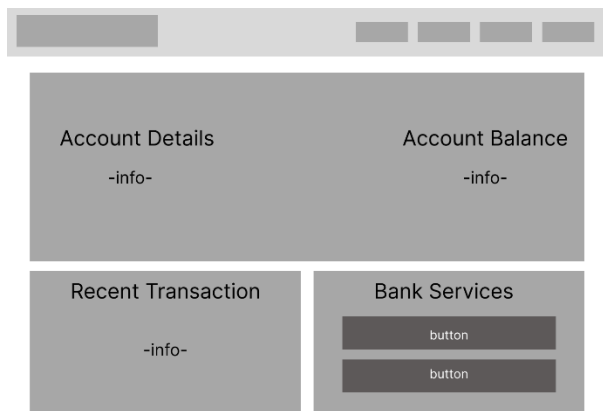 Account Details
Account Balance
-info-
-info-
Recent Transaction
Bank Services
-info-
button
button